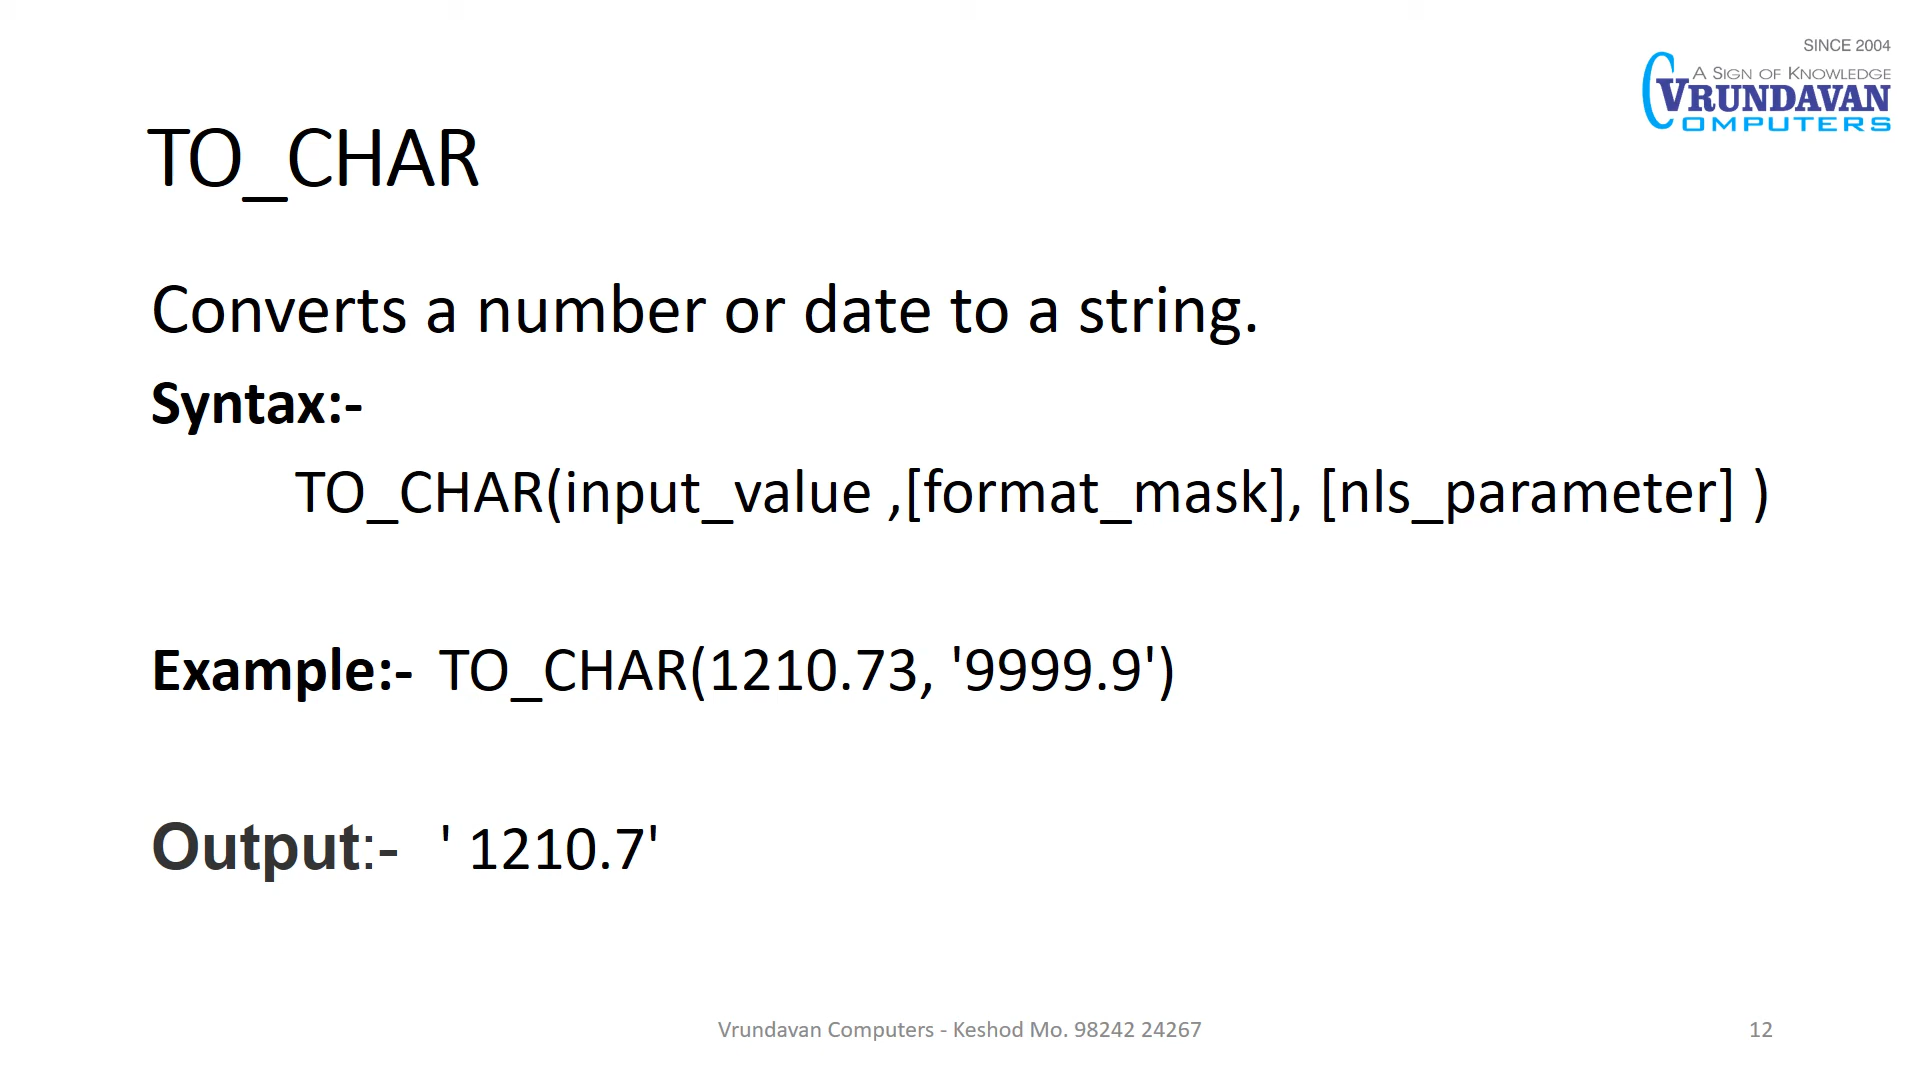 SINCE 2004
A SIGN OF KNOWLEDGE
VRUNDAVAN
COMPUTERS
TO_CHAR
Converts a number or date to a string.
Syntax:-
TO_CHAR(input_value ,[format_mask], [nls_parameter] )
Example:- TO_CHAR(1210.73, '9999.9')
Output:- ' 1210.7'
Vrundavan Computers - Keshod Mo. 98242 24267 12